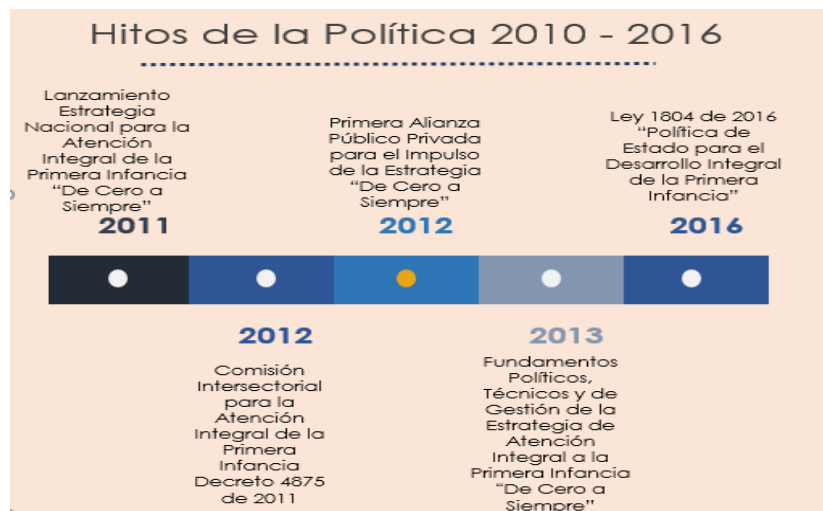 Hitos de la Política 2010 - 2016
Lanzamiento
Estrategia
Nacional para la
Atención
Integral de la
Primera Infancia
“De Cero a
Siempre”
2011
Primera Alianza
Público Privada
para el Impulso
de la Estrategia
“De Cero a
Siempre”
2012
Ley 1804 de 2016
“Política de
Estado para el
Desarrollo Integral
de la Primera
Infancia”
2016
2012
Comisión
Intersectorial
para la
Atención
Integral de la
Primera
Infancia
Decreto 4875
de 2011
2013
Fundamentos
Políticos,
Técnicos y de
Gestión de la
Estrategia de
Atención
Integral a la
Primera Infancia
“De Cero a
Siempre”